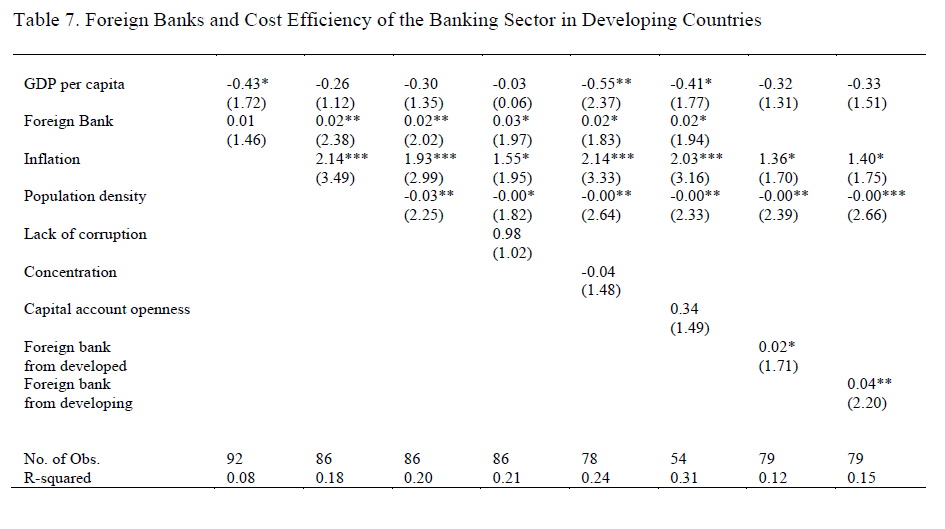 Table 7. Foreign Banks and Cost Efficiency of the Banking Sector in Developing Countries
GDP per capita -0.43* -0.26 -0.30 -0.03 -0.55** -0.41* -0.32 -0.33
(1.72) (1.12) (1.35) (0.06) (2.37) (1.77) (1.31) (1.51)
Foreign Bank 0.01 0.02** 0.02** 0.03* 0.02* 0.02*
(1.46) (2.38) (2.02) (1.97) (1.83) (1.94)
Inflation 2.14*** 1.93*** 1.55* 2.14*** 2.03*** 1.36* 1.40*
(3.49) (2.99) (1.95) (3.33) (3.16) (1.70) (1.75)
Population density -0.03** -0.00* -0.00** -0.00** -0.00** -0.00***
(2.25) (1.82) (2.64) (2.33) (2.39) (2.66)
Lack of corruption 0.98
(1.02)
Concentration -0.04
(1.48)
Capital account openness 0.34
(1.49)
Foreign bank 0.02*
from developed (1.71)
Foreign bank 0.04**
from developing (2.20)
No. of Obs. 92 86 86 86 78 54 79 79
R-squared 0.08 0.18 0.20 0.21 0.24 0.31 0.12 0.15